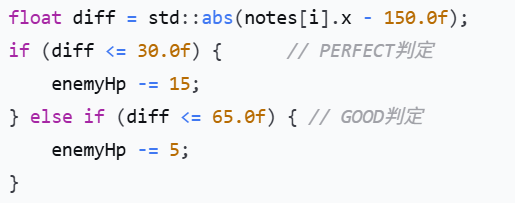 float diff = std::abs(notes[i].x - 150.0f);
if (diff <= 30.0f) {      // PERFECT判定
    enemyHp -= 15;
} else if (diff <= 65.0f) { // GOOD判定
    enemyHp -= 5;
}